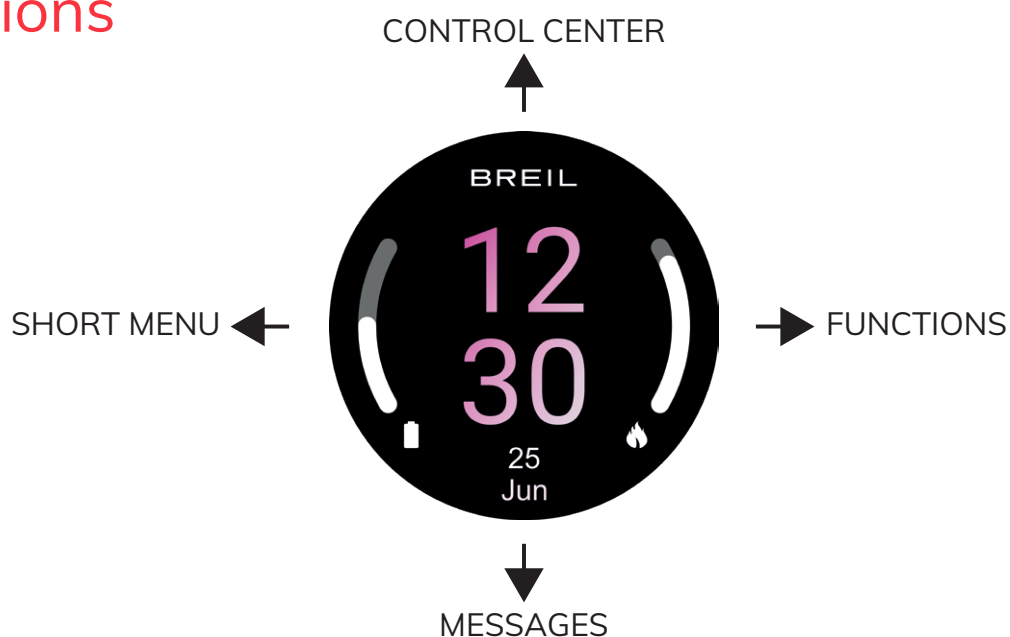 ions
CONTROL CENTER
BREIL
12
SHORT MENU
FUNCTIONS
30
25
Jun
MESSAGES